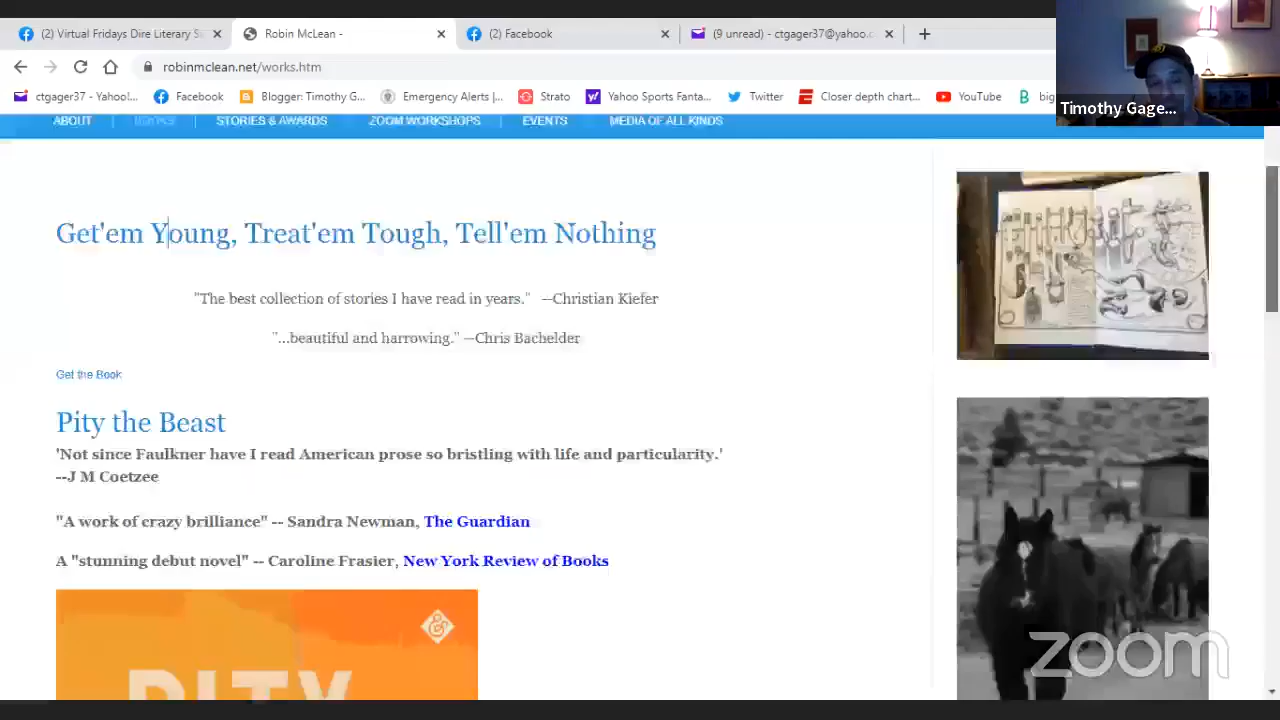 (2) Virtual Fridays Dire Literary S
Robin McLean -
(2) Facebook
(9 unread) - ctgager37@yahoo.c
robinmclean.net/works.htm
ctgager37 - Yahoo!...
Facebook
Blogger: Timothy G...
Emergency Alerts |...
Strato
Yahoo Sports Fanta...
Twitter
Closer depth chart...
YouTube
big
Timothy Gage...
ABOUT
BOOKS
STORIES & AWARDS
ZOOM WORKSHOPS
EVENTS
MEDIA OF ALL KINDS
Get'em Young, Treat'em Tough, Tell'em Nothing
"The best collection of stories I have read in years." —Christian Kiefer
"...beautiful and harrowing." —Chris Bachelder
Get the Book
Pity the Beast
'Not since Faulkner have I read American prose so bristling with life and particularity.'
--J M Coetzee
"A work of crazy brilliance" -- Sandra Newman, The Guardian
A "stunning debut novel" -- Caroline Frasier, New York Review of Books
PITY
zoom